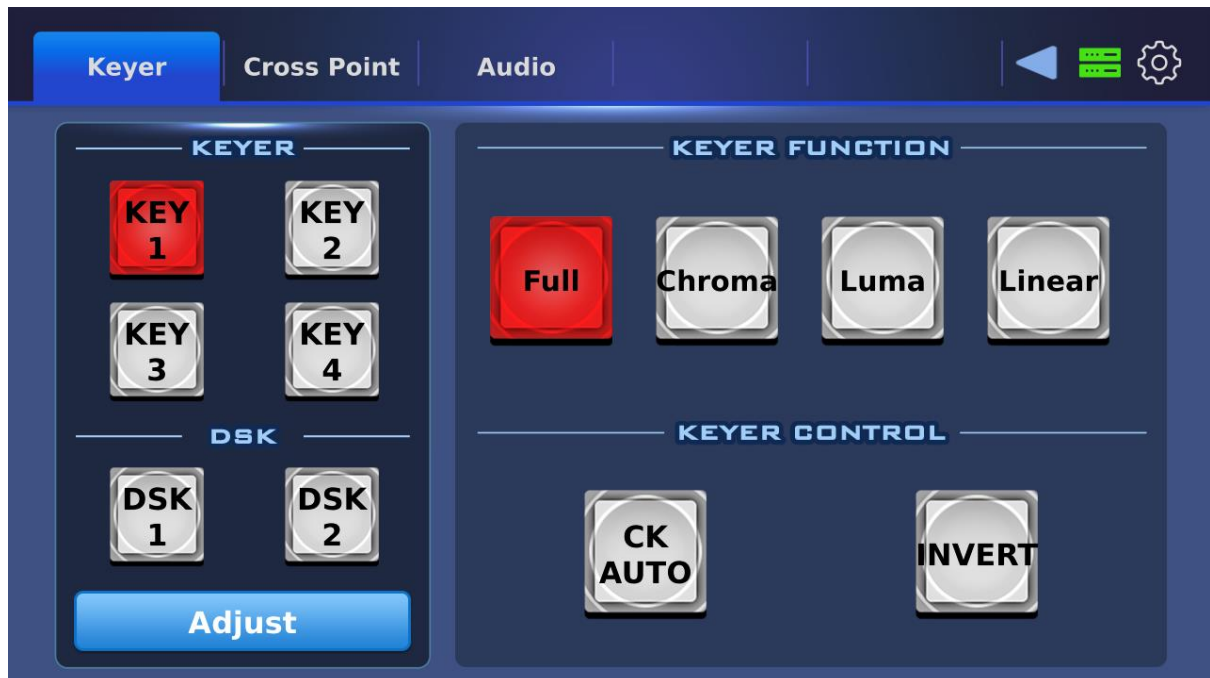 Keyer
Cross Point
Audio
KEYER
KEY
1
KEY
2
KEY
3
KEY
4
DSK
DSK
1
DSK
2
Adjust
KEYER FUNCTION
Full
Chroma
Luma
Linear
KEYER CONTROL
CK
AUTO
INVERT